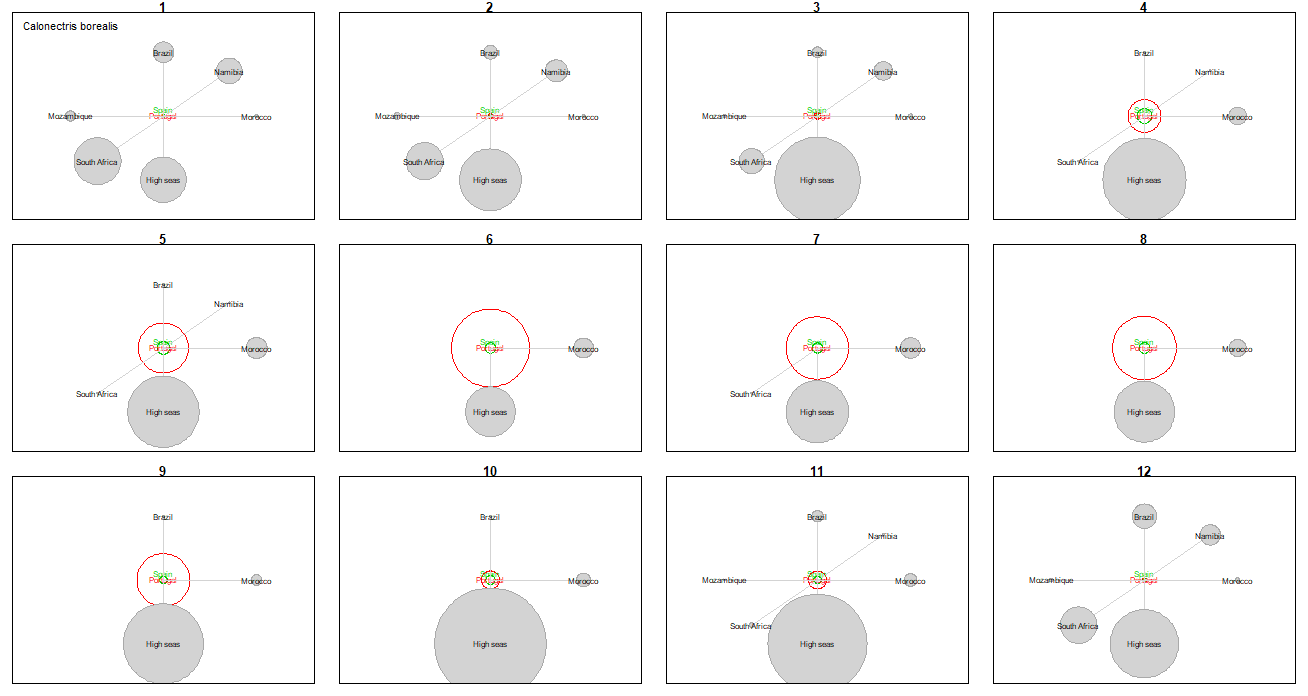 1
Calonectris borealis
Brazil
Namibia
Spain
Mozambique
Portugal
Morocco
South Africa
High seas
2
Brazil
Namibia
Spain
Mozambique
Portugal
Morocco
South Africa
High seas
3
Brazil
Namibia
Spain
Mozambique
Portugal
Morocco
South Africa
High seas
4
Brazil
Namibia
Spain
Portugal
Morocco
South Africa
High seas
5
Brazil
Namibia
Spain
Portugal
Morocco
South Africa
High seas
6
Spain
Portugal
Morocco
High seas
7
Spain
Portugal
Morocco
South Africa
High seas
8
Spain
Portugal
Morocco
High seas
9
Brazil
Spain
Portugal
Morocco
High seas
10
Brazil
Spain
Portugal
Morocco
High seas
11
Brazil
Namibia
Spain
Mozambique
Portugal
Morocco
South Africa
High seas
12
Brazil
Namibia
Spain
Mozambique
Portugal
Morocco
South Africa
High seas